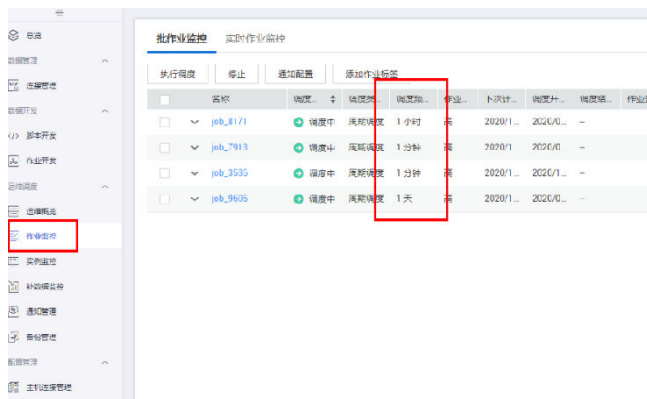 总览
数据管理
连接管理
数据开发
脚本开发
作业开发
运维调度
运维概览
作业监控
实例监控
补数据监控
通知管理
备份管理
配置管理
主机连接管理
批作业监控 实时作业监控
执行调度 停止 通知配置 添加作业标签
名称 调度... 调度类... 调度频... 作业... 下次计... 调度开... 调度结... 作业
job_8171 调度中 周期调度 1 小时 高 2020/1... 2020/0... --
job_7913 调度中 周期调度 1 分钟 高 2020/1... 2020/0... --
job_3535 调度中 周期调度 1 分钟 高 2020/1... 2020/1... --
job_9606 调度中 周期调度 1 天 高 2020/1... 2020/0... --